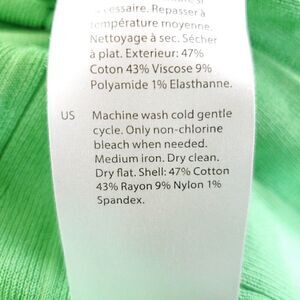 cessaire. Repasser à
température moyenne.
Nettoyage à sec. Sécher
à plat. Exterieur: 47%
Coton 43% Viscose 9%
Polyamide 1% Elasthanne.
US Machine wash cold gentle
cycle. Only non-chlorine
bleach when needed.
Medium iron. Dry clean.
Dry flat. Shell: 47% Cotton
43% Rayon 9% Nylon 1%
Spandex.